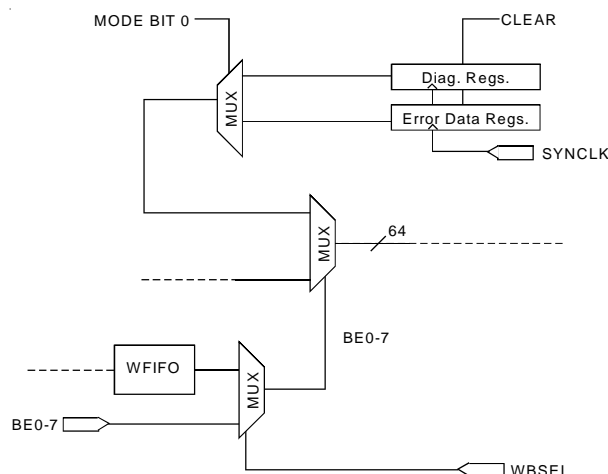 MODE BIT 0
CLEAR
Diag. Regs.
MUX
Error Data Regs.
SYNCLK
MUX
64
BE0-7
WFIFO
MUX
BE0-7
WBSEL